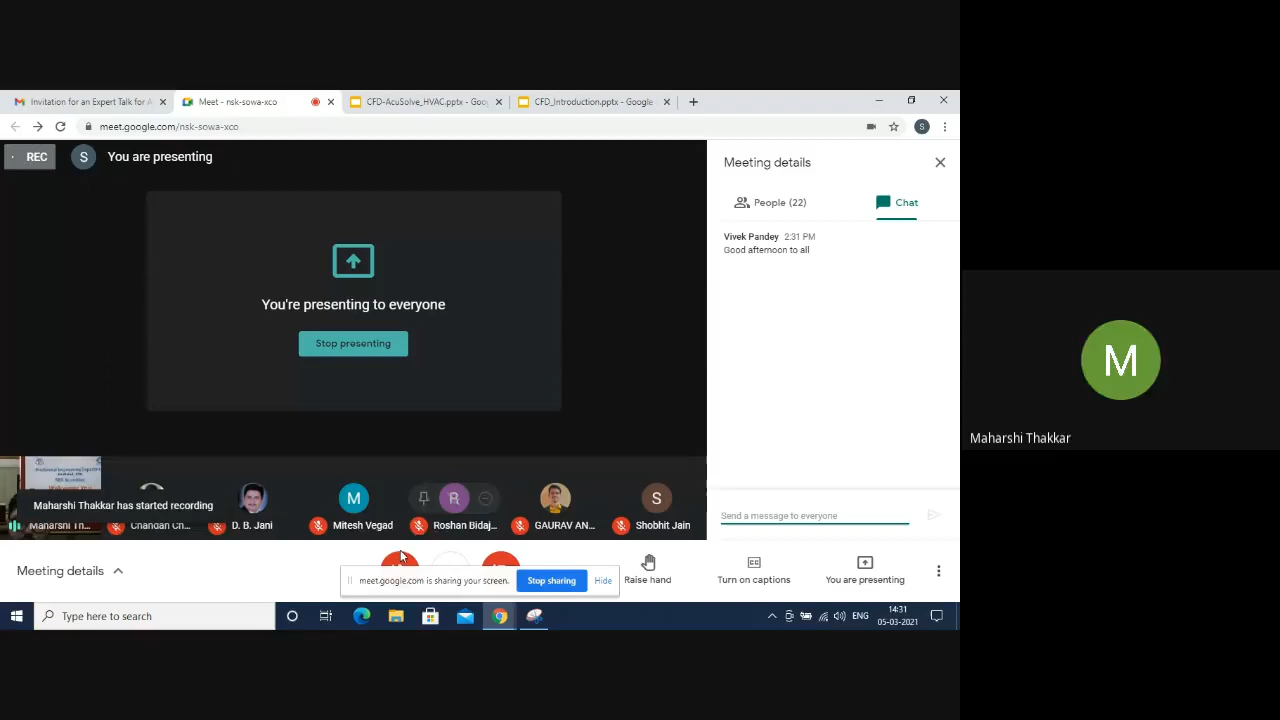 Invitation for an Expert Talk for A
Meet - nsk-sowa-xco
CFD-AcuSolve_HVAC.pptx - Goo
CFD_Introduction.pptx - Google
meet.google.com/nsk-sowa-xco
S
REC
S
You are presenting
Meeting details
People (22)
Chat
Vivek Pandey 2:31 PM
Good afternoon to all
You're presenting to everyone
Stop presenting
M
Maharshi Thakkar
Maharshi Thakkar has started recording
M
R
S
Maharshi Th...
Chandan Ch...
D. B. Jani
Mitesh Vegad
Roshan Bidaj...
GAURAV AN...
Shobhit Jain
Send a message to everyone
Meeting details
meet.google.com is sharing your screen.
Stop sharing
Hide
Raise hand
Turn on captions
You are presenting
Type here to search
ENG
14:31
05-03-2021